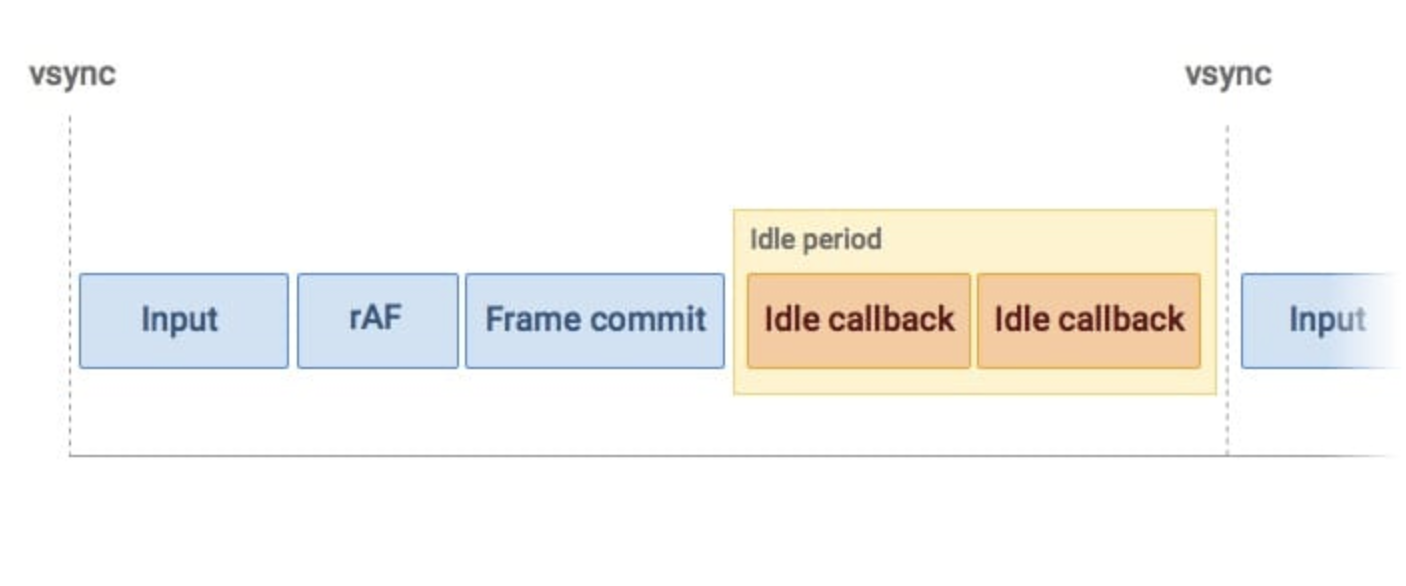 vsync
vsync
Idle period
Input
rAF
Frame commit
Idle callback
Idle callback
Input